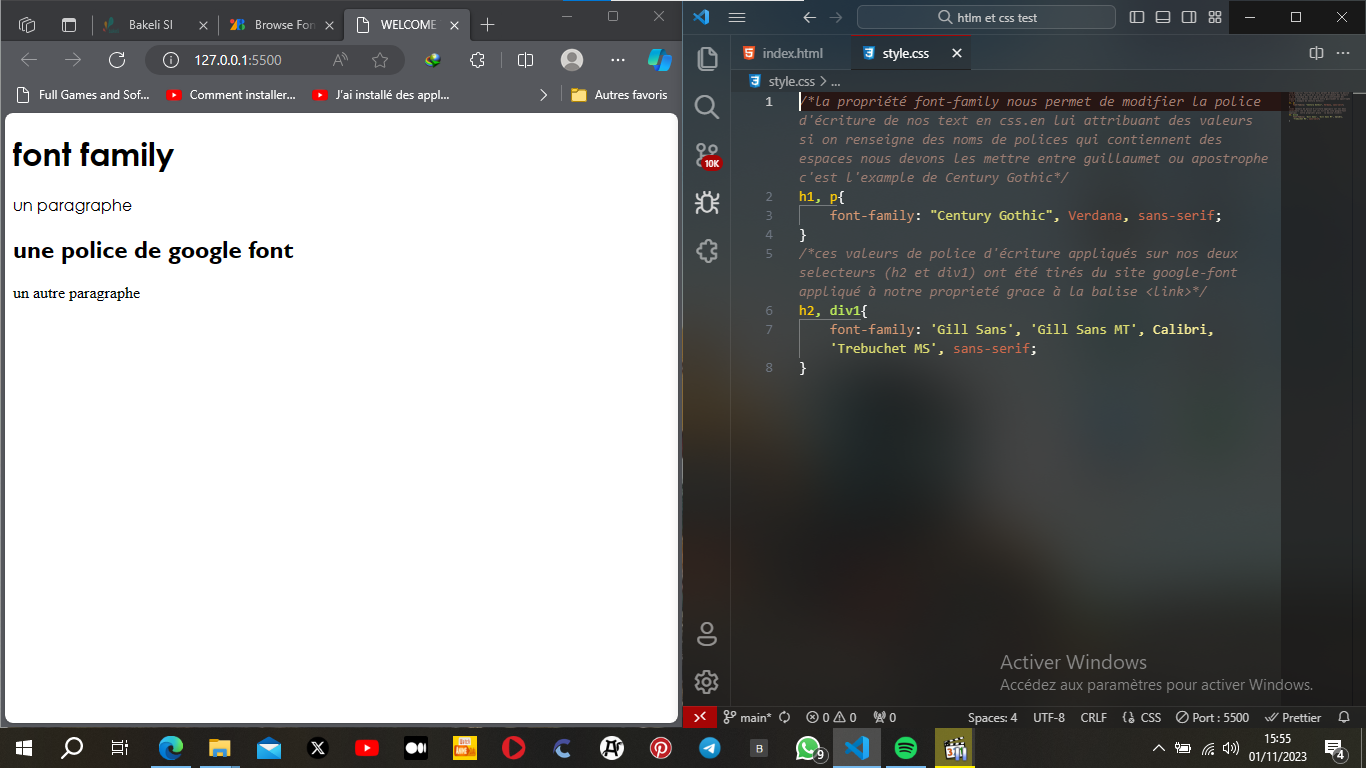 Bakeli SI
Browse Fon
WELCOME
127.0.0.1:5500
Full Games and Sof...
Comment installer...
J'ai installé des appl...
Autres favoris
font family
un paragraphe
une police de google font
un autre paragraphe
htlm et css test
index.html
style.css
style.css > ...
1 /*la propriété font-family nous permet de modifier la police
d'écriture de nos text en css.en lui attribuant des valeurs
si on renseigne des noms de polices qui contiennent des
espaces nous devons les mettre entre guillaumet ou apostrophe
c'est l'example de Century Gothic*/
2 h1, p{
3 font-family: "Century Gothic", Verdana, sans-serif;
4 }
5 /*ces valeurs de police d'écriture appliqués sur nos deux
selecteurs (h2 et div1) ont été tirés du site google-font
appliqué à notre proprieté grace à la balise <link>*/
6 h2, div1{
7 font-family: 'Gill Sans', 'Gill Sans MT', Calibri,
'Trebuchet MS', sans-serif;
8 }
10K
Activer Windows
Accédez aux paramètres pour activer Windows.
main* 0 0 0 Spaces: 4 UTF-8 CRLF CSS Port : 5500 Prettier
9
15:55
01/11/2023
4